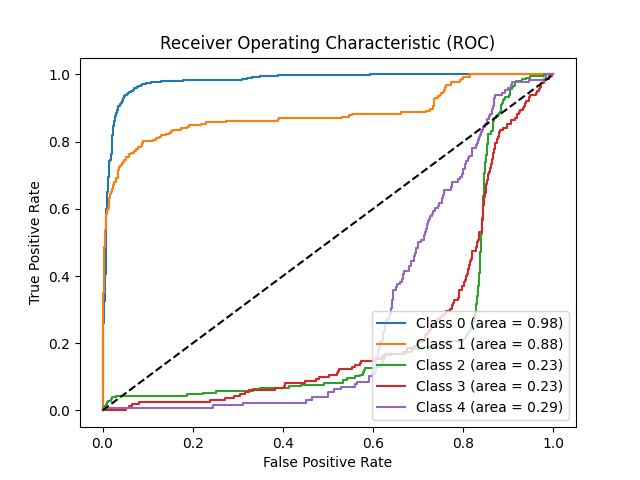 Receiver Operating Characteristic (ROC)
True Positive Rate
1.0
0.8
0.6
0.4
0.2
0.0
Class 0 (area = 0.98)
Class 1 (area = 0.88)
Class 2 (area = 0.23)
Class 3 (area = 0.23)
Class 4 (area = 0.29)
0.0 0.2 0.4 0.6 0.8 1.0
False Positive Rate